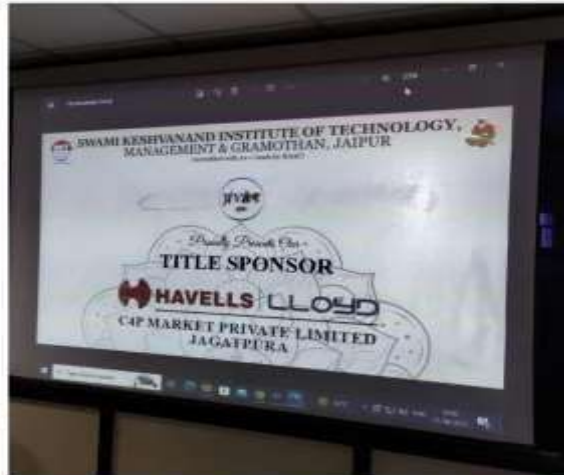 SWAMI KESHVANAND INSTITUTE OF TECHNOLOGY,
MANAGEMENT & GRAMOTHAN, JAIPUR
Proudly Presents Our
TITLE SPONSOR
HAVELLS LLOYD
C4P MARKET PRIVATE LIMITED
JAGATPURA